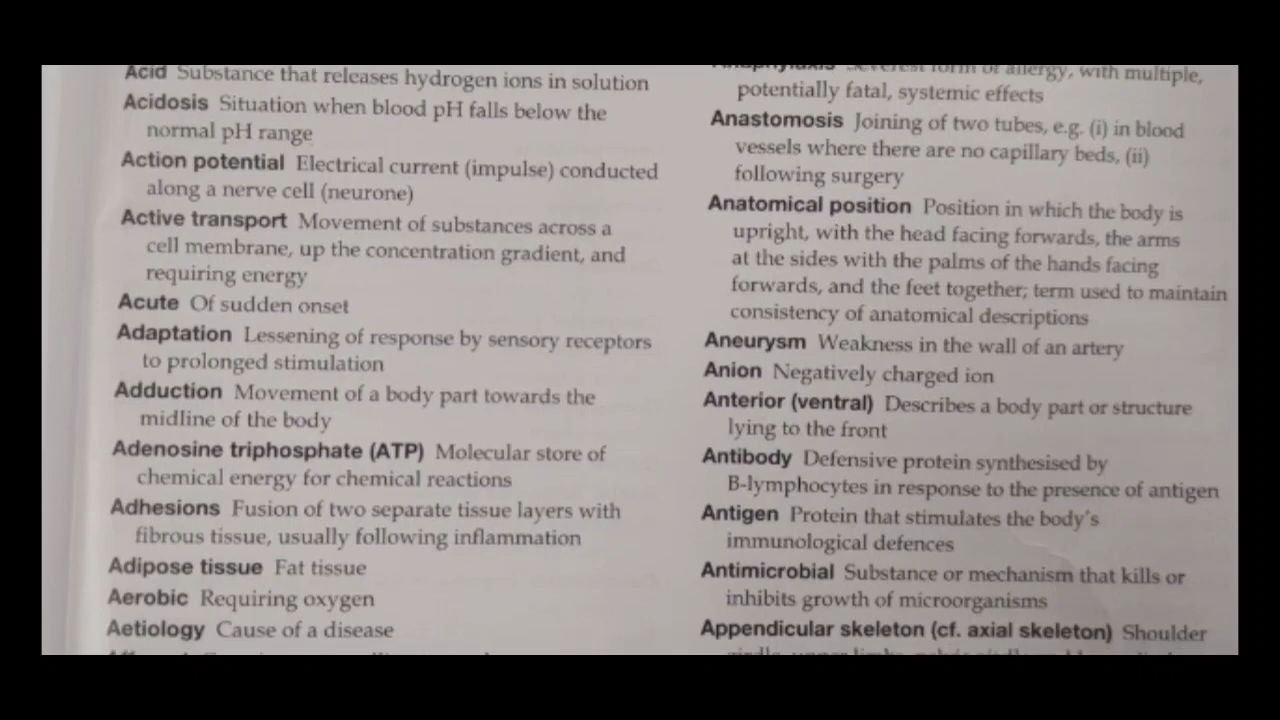 Acid Substance that releases hydrogen ions in solution
Acidosis Situation when blood pH falls below the
normal pH range
Action potential Electrical current (impulse) conducted
along a nerve cell (neurone)
Active transport Movement of substances across a
cell membrane, up the concentration gradient, and
requiring energy
Acute Of sudden onset
Adaptation Lessening of response by sensory receptors
to prolonged stimulation
Adduction Movement of a body part towards the
midline of the body
Adenosine triphosphate (ATP) Molecular store of
chemical energy for chemical reactions
Adhesions Fusion of two separate tissue layers with
fibrous tissue, usually following inflammation
Adipose tissue Fat tissue
Aerobic Requiring oxygen
Aetiology Cause of a disease
Anaphylaxis Severest form of allergy, with multiple,
potentially fatal, systemic effects
Anastomosis Joining of two tubes, e.g. (i) in blood
vessels where there are no capillary beds, (ii)
following surgery
Anatomical position Position in which the body is
upright, with the head facing forwards, the arms
at the sides with the palms of the hands facing
forwards, and the feet together; term used to maintain
consistency of anatomical descriptions
Aneurysm Weakness in the wall of an artery
Anion Negatively charged ion
Anterior (ventral) Describes a body part or structure
lying to the front
Antibody Defensive protein synthesised by
B-lymphocytes in response to the presence of antigen
Antigen Protein that stimulates the body's
immunological defences
Antimicrobial Substance or mechanism that kills or
inhibits growth of microorganisms
Appendicular skeleton (cf. axial skeleton) Shoulder